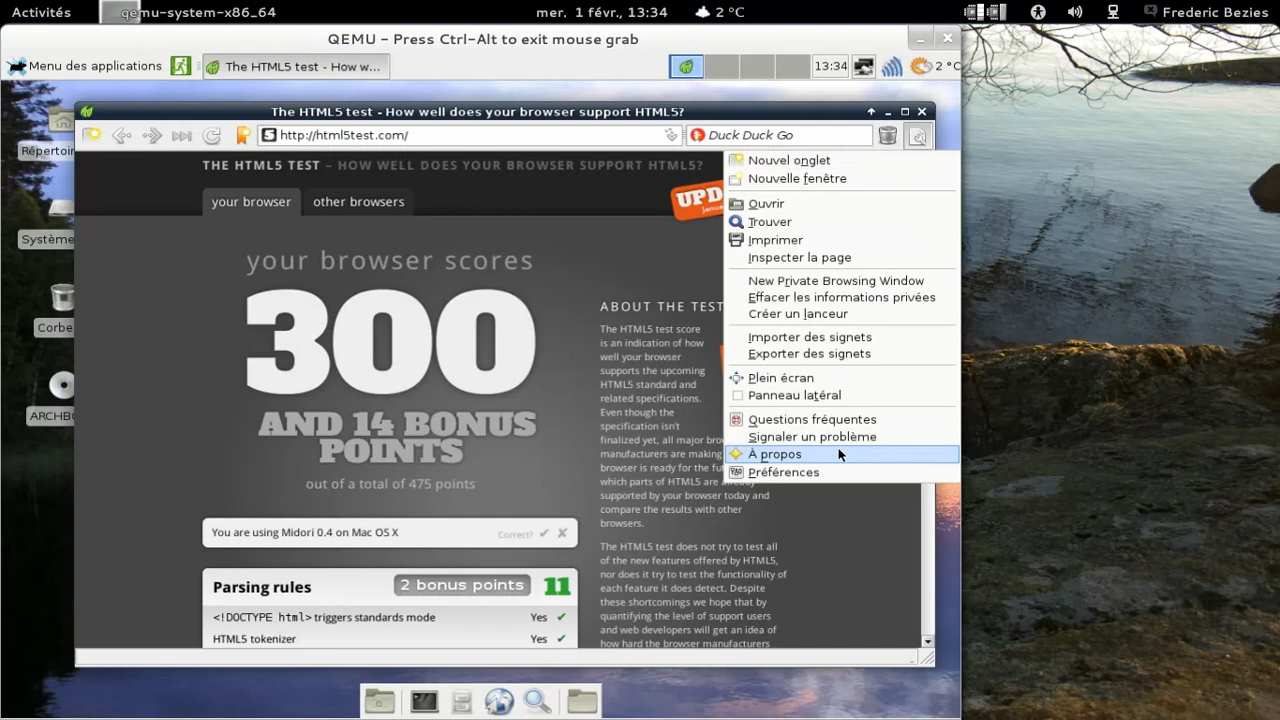 Activités
qemu-system-x86_64
mer. 1 févr., 13:34
2 °C
Frederic Bezies
QEMU – Press Ctrl-Alt to exit mouse grab
Menu des applications
The HTML5 test - How w...
13:34
2 °C
The HTML5 test - How well does your browser support HTML5?
http://html5test.com/
Duck Duck Go
Répertoir
Système
Corbe
ARCHBO
THE HTML5 TEST – HOW WELL DOES YOUR BROWSER SUPPORT HTML5?
your browser
other browsers
UPD
your browser scores
300
AND 14 BONUS
POINTS
out of a total of 475 points
You are using Midori 0.4 on Mac OS X
Correct?
Parsing rules
2 bonus points
11
<!DOCTYPE html> triggers standards mode
Yes
HTML5 tokenizer
Yes
ABOUT THE TEST
The HTML5 test score
is an indication of how
well your browser
supports the upcoming
HTML5 standard and
related specifications.
Even though the
specification isn't
finalized yet, all major brow
manufacturers are making
browser is ready for the fut
which parts of HTML5 are already
supported by your browser today and
compare the results with other
browsers.
The HTML5 test does not try to test all
of the new features offered by HTML5,
nor does it try to test the functionality of
each feature it does detect. Despite
these shortcomings we hope that by
quantifying the level of support users
and web developers will get an idea of
how hard the browser manufacturers
Nouvel onglet
Nouvelle fenêtre
Ouvrir
Trouver
Imprimer
Inspecter la page
New Private Browsing Window
Effacer les informations privées
Créer un lanceur
Importer des signets
Exporter des signets
Plein écran
Panneau latéral
Questions fréquentes
Signaler un problème
À propos
Préférences